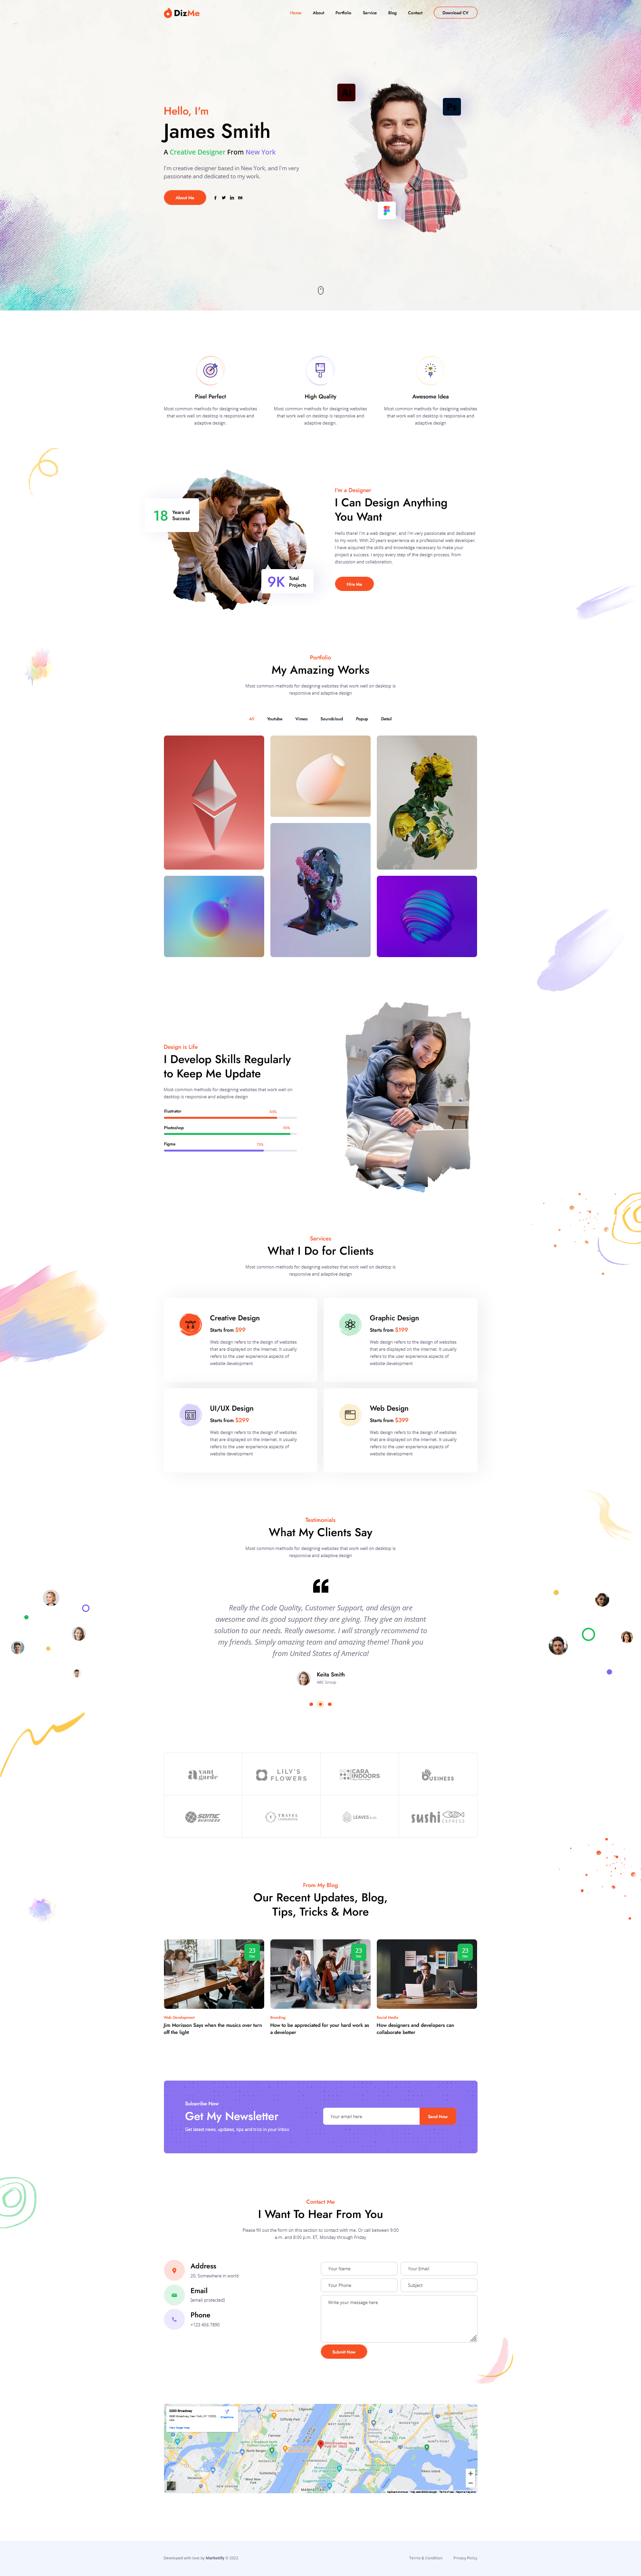 DizMe
Home About Portfolio Service Blog Contact Download CV
Hello, I'm
James Smith
A Creative Designer From New York
I'm creative designer based in New York, and I'm very
passionate and dedicated to my work.
About Me
Pixel Perfect
Most common methods for designing websites
that work well on desktop is responsive and
adaptive design.
High Quality
Most common methods for designing websites
that work well on desktop is responsive and
adaptive design.
Awesome Idea
Most common methods for designing websites
that work well on desktop is responsive and
adaptive design
18 Years of
Success
9K Total
Projects
I'm a Designer
I Can Design Anything
You Want
Hello there! I'm a web designer, and I'm very passionate and dedicated
to my work. With 20 years experience as a professional web developer,
I have acquired the skills and knowledge necessary to make your
project a success. I enjoy every step of the design process, from
discussion and collaboration.
Hire Me
Portfolio
My Amazing Works
Most common methods for designing websites that work well on desktop is
responsive and adaptive design
All Youtube Vimeo Soundcloud Popup Detail
Design is Life
I Develop Skills Regularly
to Keep Me Update
Most common methods for designing websites that work well on
desktop is responsive and adaptive design
Illustrator
Photoshop
Figma
Services
What I Do for Clients
Most common methods for designing websites that work well on desktop is
responsive and adaptive design
Creative Design
Starts from $99
Web design refers to the design of websites
that are displayed on the internet. It usually
refers to the user experience aspects of
website development
Graphic Design
Starts from $199
Web design refers to the design of websites
that are displayed on the internet. It usually
refers to the user experience aspects of
website development
UI/UX Design
Starts from $299
Web design refers to the design of websites
that are displayed on the internet. It usually
refers to the user experience aspects of
website development
Web Design
Starts from $399
Web design refers to the design of websites
that are displayed on the internet. It usually
refers to the user experience aspects of
website development
Testimonials
What My Clients Say
Most common methods for designing websites that work well on desktop is
responsive and adaptive design
Really the Code Quality, Customer Support, and design are
awesome and its good support they are giving. They give an instant
solution to our needs. Really awesome. I will strongly recommend to
my friends. Simply amazing team and amazing theme! Thank you
from United States of America!
Keita Smith
ABC Group
avant
garde
LILY'S
FLOWERS
CARA
INDOORS
BUSINESS
SOME
BUSINESS
TRAVEL
LEAVES
sushi
EXPRESS
From My Blog
Our Recent Updates, Blog,
Tips, Tricks & More
23
23
23
Web Development
Jim Morisson Says when the musics over turn
off the light
Branding
How to be appreciated for your hard work as
a developer
Social Media
How designers and developers can
collaborate better
Subscribe Now
Get My Newsletter
Get latest news, updates, tips and trics in your inbox
Your email here
Send Now
Contact Me
I Want To Hear From You
Please fill out the form on this section to contact with me. Or call between 9:00
a.m. and 8:00 p.m. ET, Monday through Friday
Address
20, Somewhere in world
Email
[email protected]
Phone
+123 456 7890
Your Name
Your Email
Your Phone
Subject
Write your message here
Submit Now
Developed with love by Marketify © 2022
Terms & Condition Privacy Policy